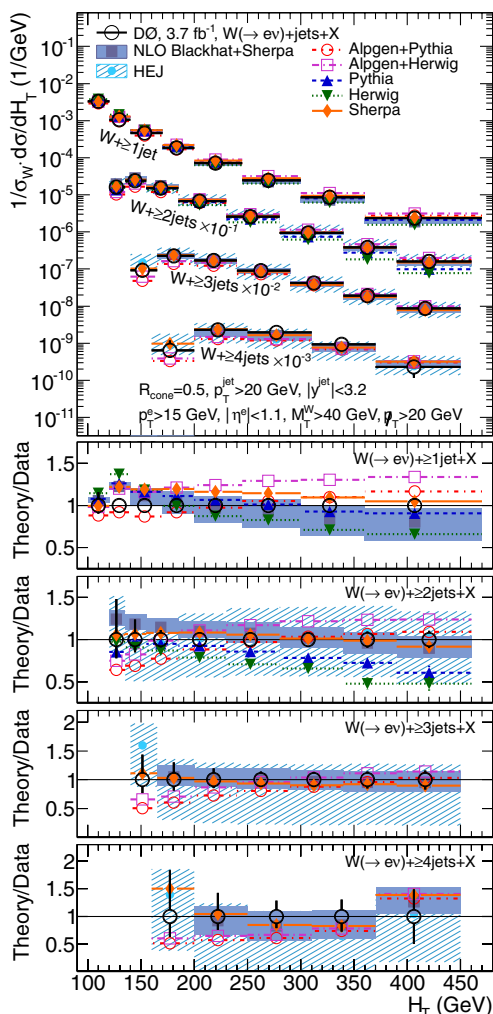 DØ, 3.7 fb⁻¹, W(→ eν)+jets+X
NLO Blackhat+Sherpa
HEJ
Alpgen+Pythia
Alpgen+Herwig
Pythia
Herwig
Sherpa
1/σ_W · dσ/dH_T (1/GeV)
10⁻¹
10⁻²
10⁻³
10⁻⁴
10⁻⁵
10⁻⁶
10⁻⁷
10⁻⁸
10⁻⁹
10⁻¹⁰
10⁻¹¹
W+≥1jet
W+≥2jets ×10⁻¹
W+≥3jets ×10⁻²
W+≥4jets ×10⁻³
R_cone=0.5, p_T^jet>20 GeV, |y^jet|<3.2
p_T^e>15 GeV, |η^e|<1.1, M_T^W>40 GeV, p̸_T>20 GeV
Theory/Data
1.5
1
0.5
W(→ eν)+≥1jet+X
Theory/Data
1.5
1
0.5
W(→ eν)+≥2jets+X
Theory/Data
2
1.5
1
0.5
W(→ eν)+≥3jets+X
Theory/Data
2
1.5
1
0.5
W(→ eν)+≥4jets+X
100 150 200 250 300 350 400 450
H_T (GeV)